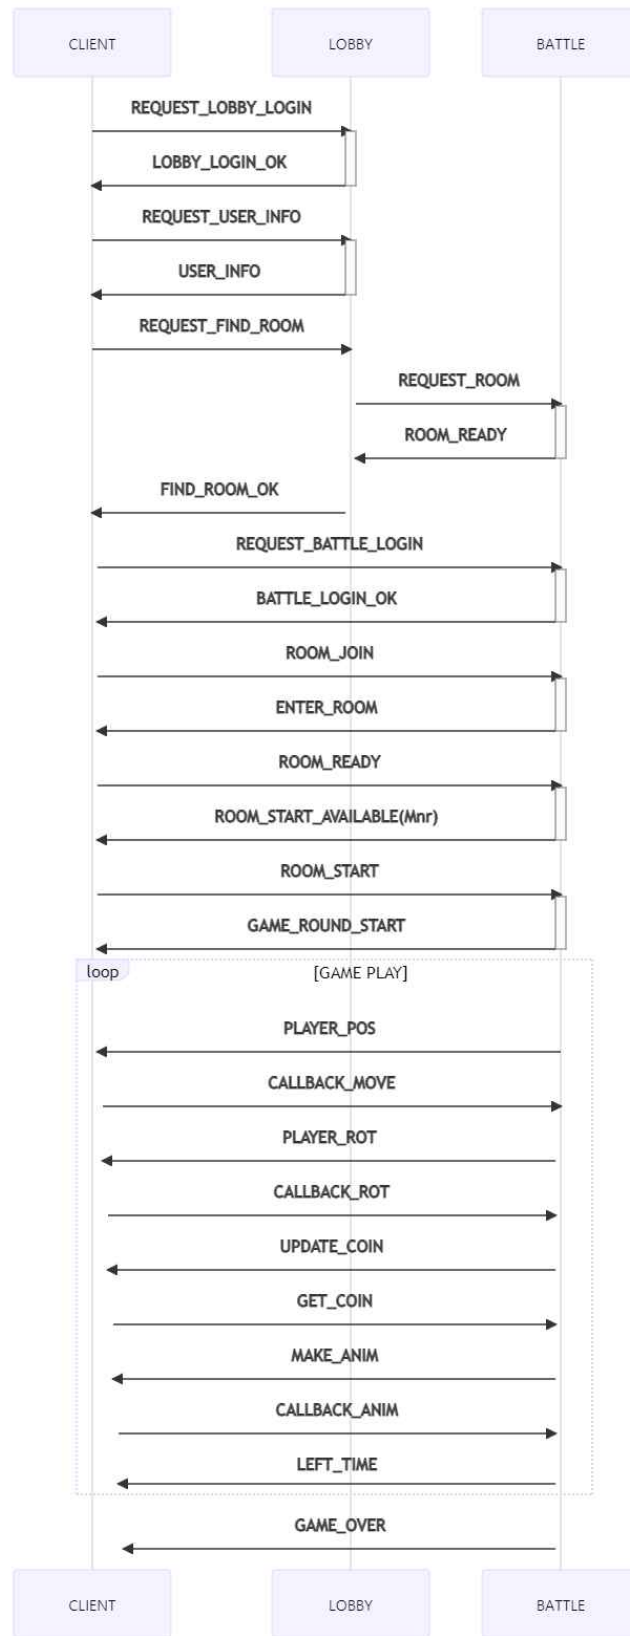 CLIENT LOBBY BATTLE
REQUEST_LOBBY_LOGIN
LOBBY_LOGIN_OK
REQUEST_USER_INFO
USER_INFO
REQUEST_FIND_ROOM
REQUEST_ROOM
ROOM_READY
FIND_ROOM_OK
REQUEST_BATTLE_LOGIN
BATTLE_LOGIN_OK
ROOM_JOIN
ENTER_ROOM
ROOM_READY
ROOM_START_AVAILABLE(Mnr)
ROOM_START
GAME_ROUND_START
loop [GAME PLAY]
PLAYER_POS
CALLBACK_MOVE
PLAYER_ROT
CALLBACK_ROT
UPDATE_COIN
GET_COIN
MAKE_ANIM
CALLBACK_ANIM
LEFT_TIME
GAME_OVER
CLIENT LOBBY BATTLE